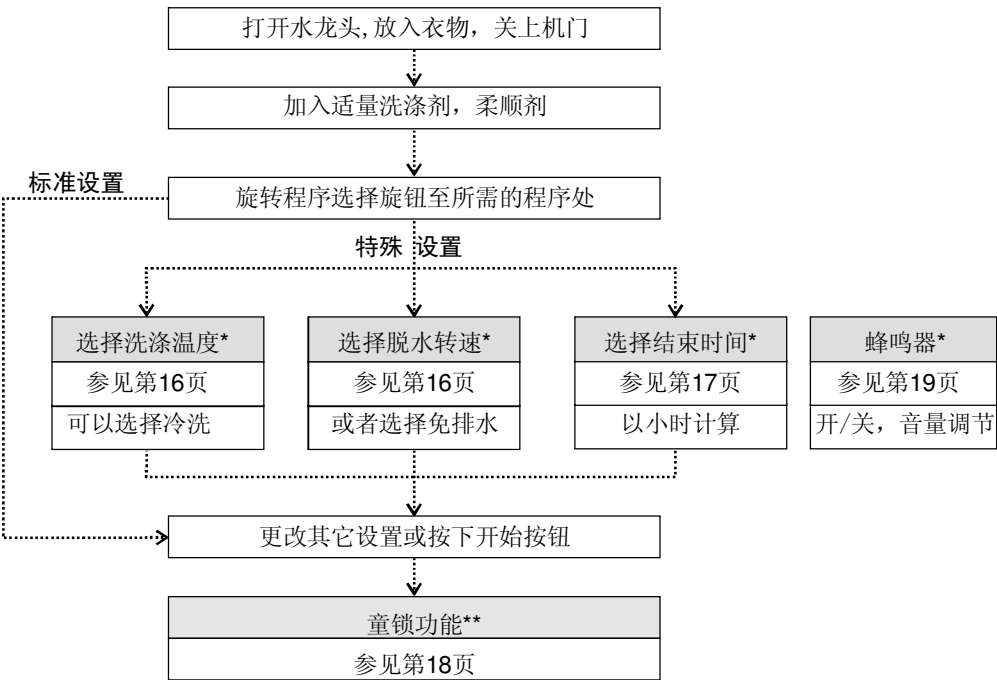 打开水龙头,放入衣物，关上机门
加入适量洗涤剂，柔顺剂
标准设置
旋转程序选择旋钮至所需的程序处
特殊 设置
选择洗涤温度*
参见第16页
可以选择冷洗
选择脱水转速*
参见第16页
或者选择免排水
选择结束时间*
参见第17页
以小时计算
蜂鸣器*
参见第19页
开/关，音量调节
更改其它设置或按下开始按钮
童锁功能**
参见第18页